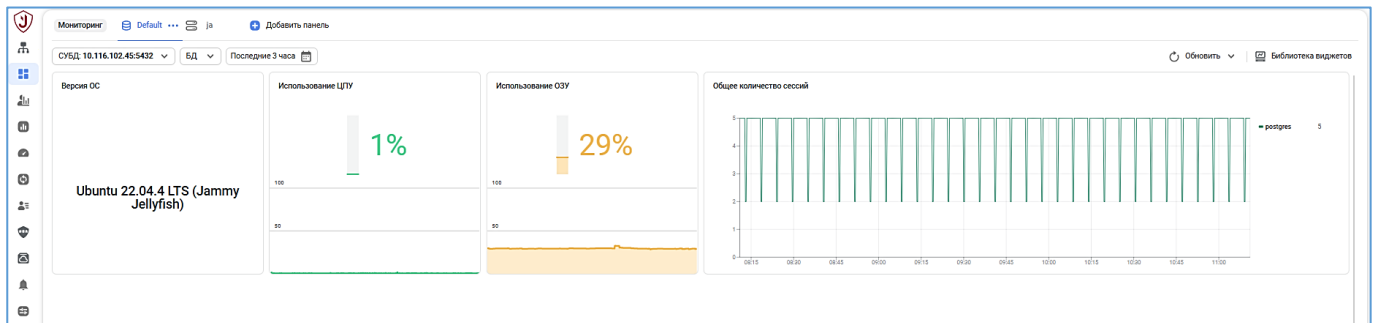 Мониторинг Default ja Добавить панель
СУБД: 10.116.102.45:5432 БД Последние 3 часа Обновить Библиотека виджетов
Версия ОС
Ubuntu 22.04.4 LTS (Jammy
Jellyfish)
Использование ЦПУ
1%
100
50
Использование ОЗУ
29%
100
50
Общее количество сессий
5
4
3
2
1
0
08:15 08:30 08:45 09:00 09:15 09:30 09:45 10:00 10:15 10:30 10:45 11:00
postgres 5